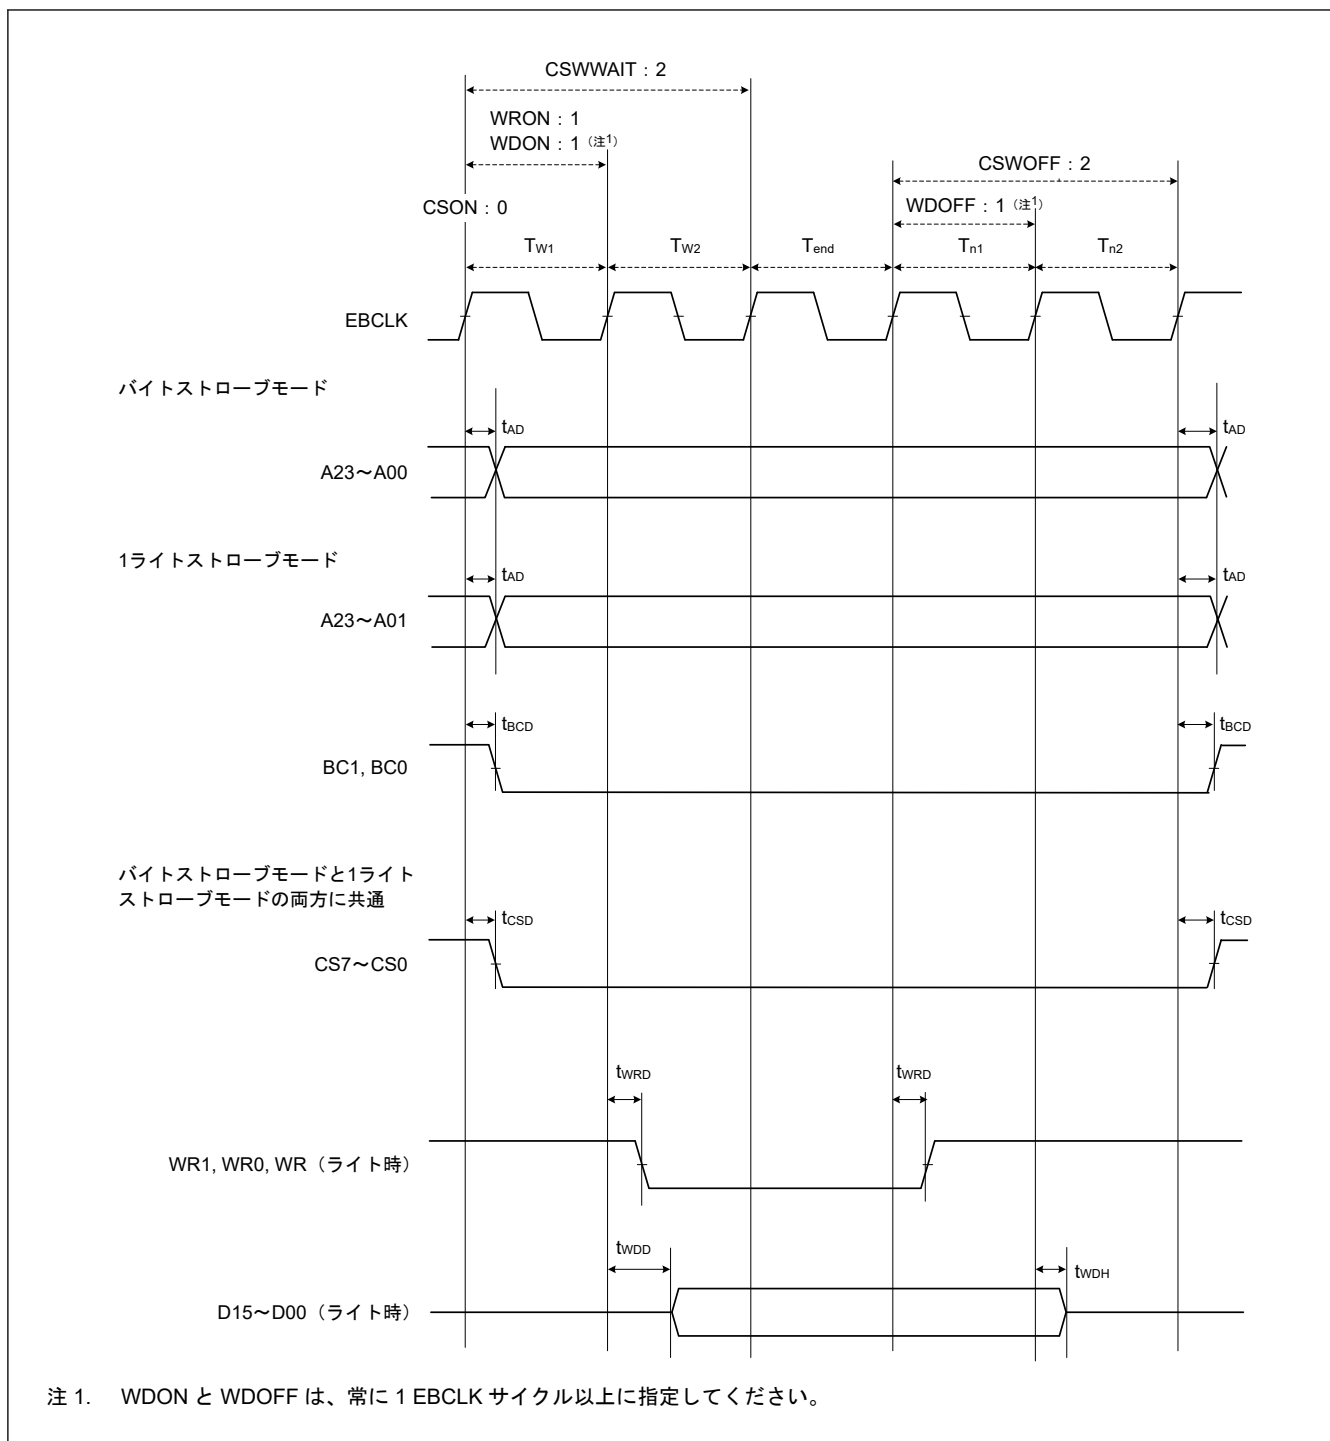 CSWWAIT：2
WRON：1
WDON：1（注1）
CSWOFF：2
WDOFF：1（注1）
CSON：0
TW1 TW2 Tend Tn1 Tn2
EBCLK
バイトストローブモード
tAD tAD
A23～A00
1ライトストローブモード
tAD tAD
A23～A01
tBCD tBCD
BC1, BC0
バイトストローブモードと1ライト
ストローブモードの両方に共通
tCSD tCSD
CS7～CS0
tWRD tWRD
WR1, WR0, WR（ライト時）
tWDD tWDH
D15～D00（ライト時）
注 1. WDON と WDOFF は、常に 1 EBCLK サイクル以上に指定してください。